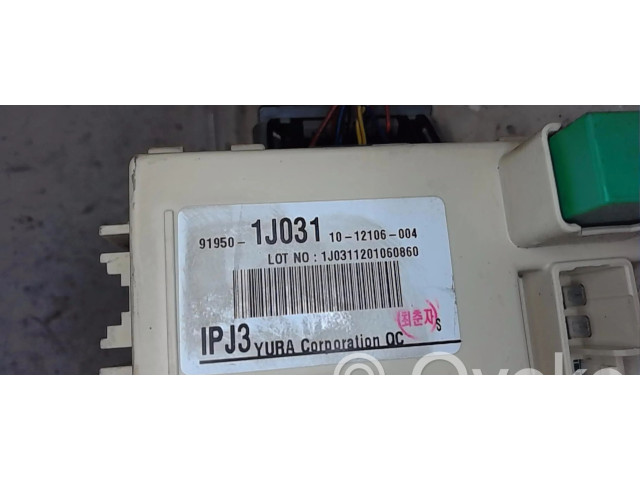 91950- 1J031 10-12106-004
LOT NO : 1J0311201060860
IPJ3 YURA Corporation QC S
(최춘자)